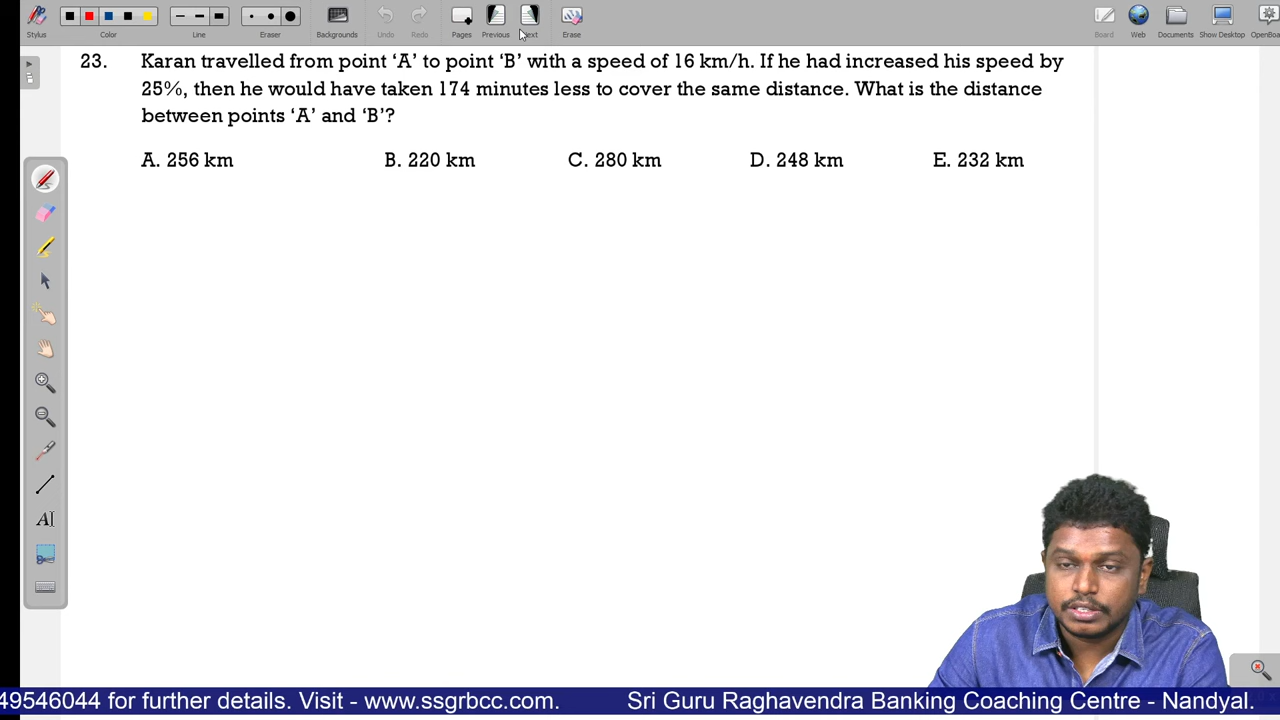 Stylus
Color
Line
Eraser
Backgrounds
Undo
Redo
Pages
Previous
Next
Erase
Board
Web
Documents
Show Desktop
OpenBoa
23. Karan travelled from point ‘A’ to point ‘B’ with a speed of 16 km/h. If he had increased his speed by
25%, then he would have taken 174 minutes less to cover the same distance. What is the distance
between points ‘A’ and ‘B’?
A. 256 km B. 220 km C. 280 km D. 248 km E. 232 km
49546044 for further details. Visit - www.ssgrbcc.com. Sri Guru Raghavendra Banking Coaching Centre - Nandyal.